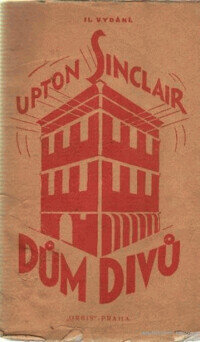 II. VYDÁNÍ.
UPTON SINCLAIR
DŮM DIVŮ
"ORBIS" PRAHA